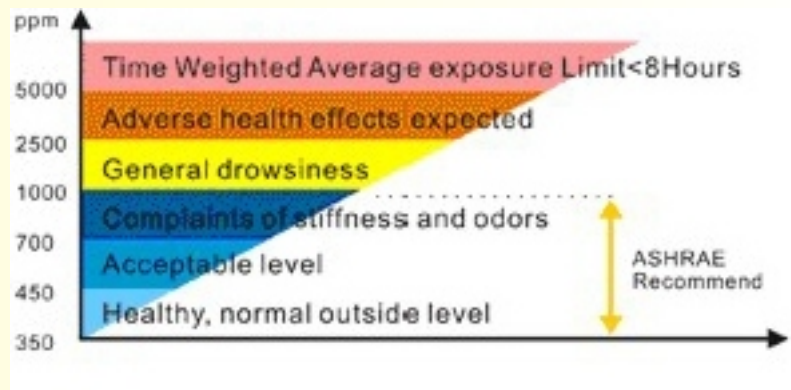 ppm
Time Weighted Average exposure Limit<8Hours
5000
Adverse health effects expected
2500
General drowsiness
1000
Complaints of stiffness and odors
700
Acceptable level
ASHRAE
Recommend
450
Healthy, normal outside level
350